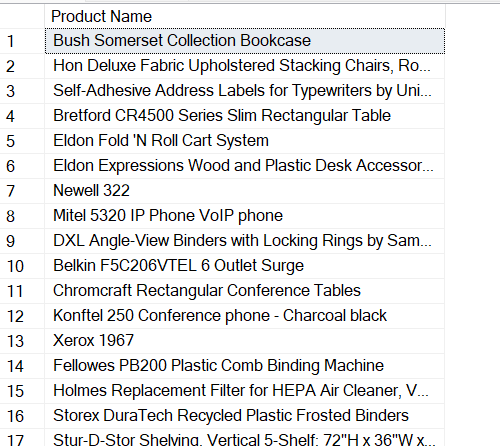 Product Name
1 Bush Somerset Collection Bookcase
2 Hon Deluxe Fabric Upholstered Stacking Chairs, Ro...
3 Self-Adhesive Address Labels for Typewriters by Uni...
4 Bretford CR4500 Series Slim Rectangular Table
5 Eldon Fold 'N Roll Cart System
6 Eldon Expressions Wood and Plastic Desk Accessor...
7 Newell 322
8 Mitel 5320 IP Phone VoIP phone
9 DXL Angle-View Binders with Locking Rings by Sam...
10 Belkin F5C206VTEL 6 Outlet Surge
11 Chromcraft Rectangular Conference Tables
12 Konftel 250 Conference phone - Charcoal black
13 Xerox 1967
14 Fellowes PB200 Plastic Comb Binding Machine
15 Holmes Replacement Filter for HEPA Air Cleaner, V...
16 Storex DuraTech Recycled Plastic Frosted Binders
17 Stur-D-Stor Shelving, Vertical 5-Shelf: 72"H x 36"W x...